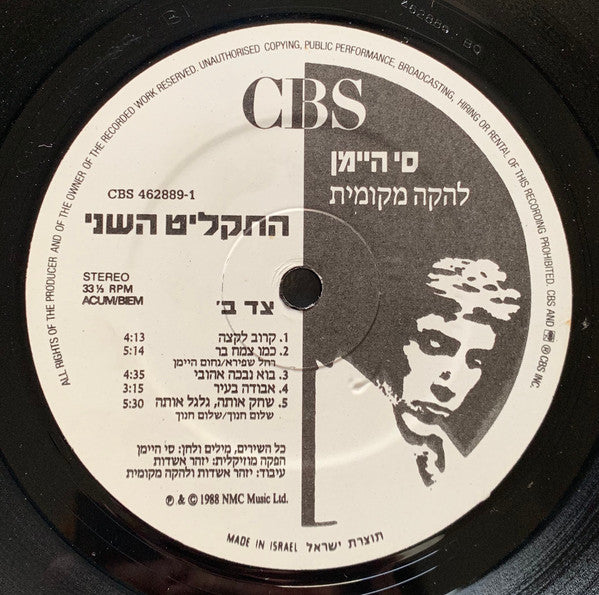 ALL RIGHTS OF THE PRODUCER AND OF THE OWNER OF THE RECORDED WORK RESERVED. UNAUTHORISED COPYING, PUBLIC PERFORMANCE, BROADCASTING, HIRING OR RENTAL OF THIS RECORDING PROHIBITED. CBS AND ® CBS INC.
CBS
סי היימן
להקה מקומית
CBS 462889-1
התקליט השני
STEREO
33 ⅓ RPM
ACUM/BIEM
צד ב'
1. קרוב לקצה 4:13
2. כמו צמח בר 5:14
רחל שפירא/נחום היימן
3. בוא נבכה אהובי 4:35
4. אבודה בעיר 3:15
5. שחק אותה, גלגל אותה 5:30
שלום חנוך/שלום חנוך
כל השירים, מילים ולחן: סי היימן
הפקה מוזיקלית: יזהר אשדות
עיבוד: יזהר אשדות ולהקה מקומית
℗ & © 1988 NMC Music Ltd.
MADE IN ISRAEL תוצרת ישראל